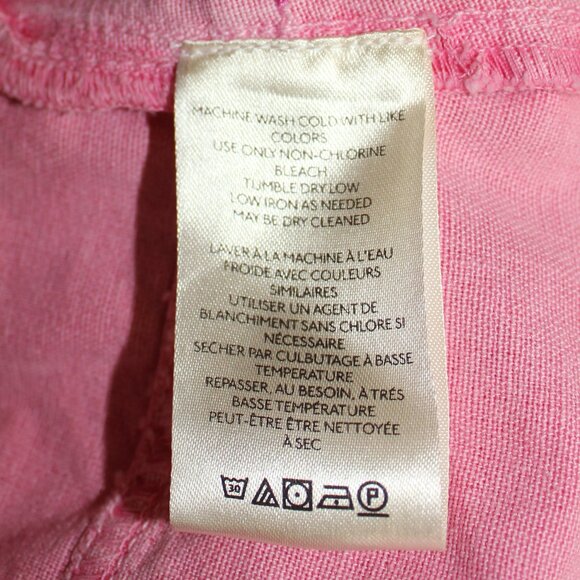 MACHINE WASH COLD WITH LIKE
COLORS
USE ONLY NON-CHLORINE
BLEACH
TUMBLE DRY LOW
LOW IRON AS NEEDED
MAY BE DRY CLEANED
LAVER À LA MACHINE À L'EAU
FROIDE AVEC COULEURS
SIMILAIRES
UTILISER UN AGENT DE
BLANCHIMENT SANS CHLORE SI
NÉCESSAIRE
SECHER PAR CULBUTAGE À BASSE
TEMPERATURE
REPASSER, AU BESOIN, À TRÉS
BASSE TEMPÉRATURE
PEUT-ÊTRE ÊTRE NETTOYÉE
À SEC
30 P